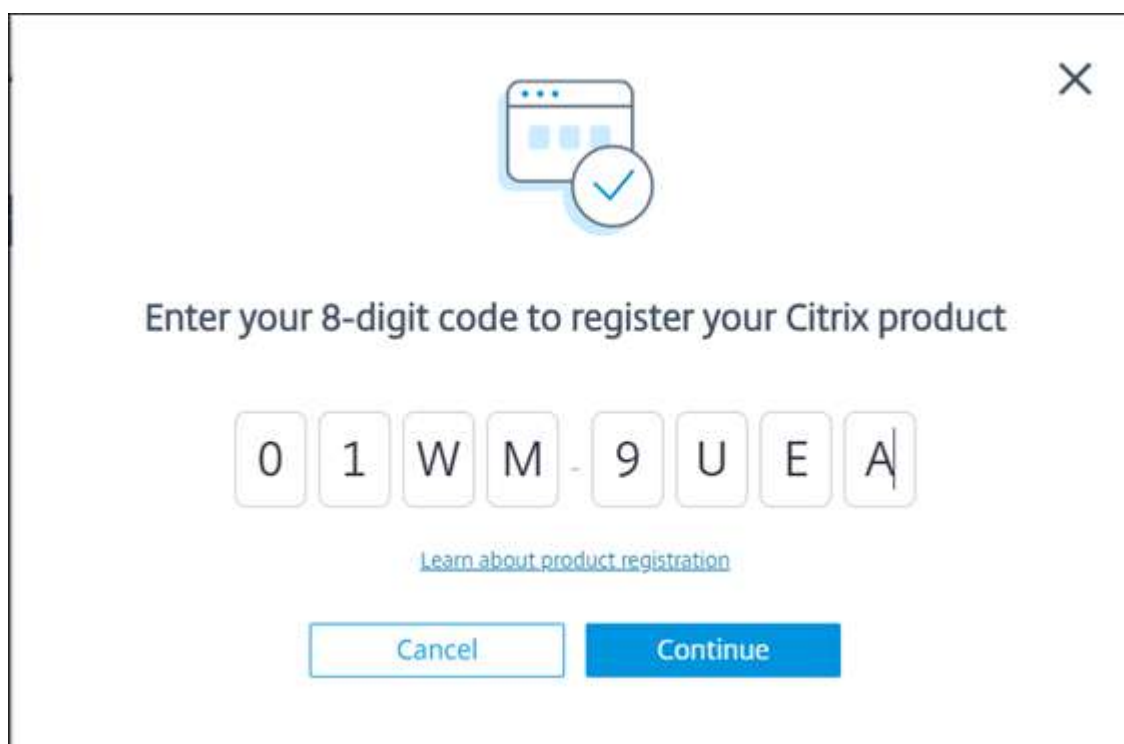 Enter your 8-digit code to register your Citrix product
0 1 W M - 9 U E A
Learn about product registration
Cancel Continue